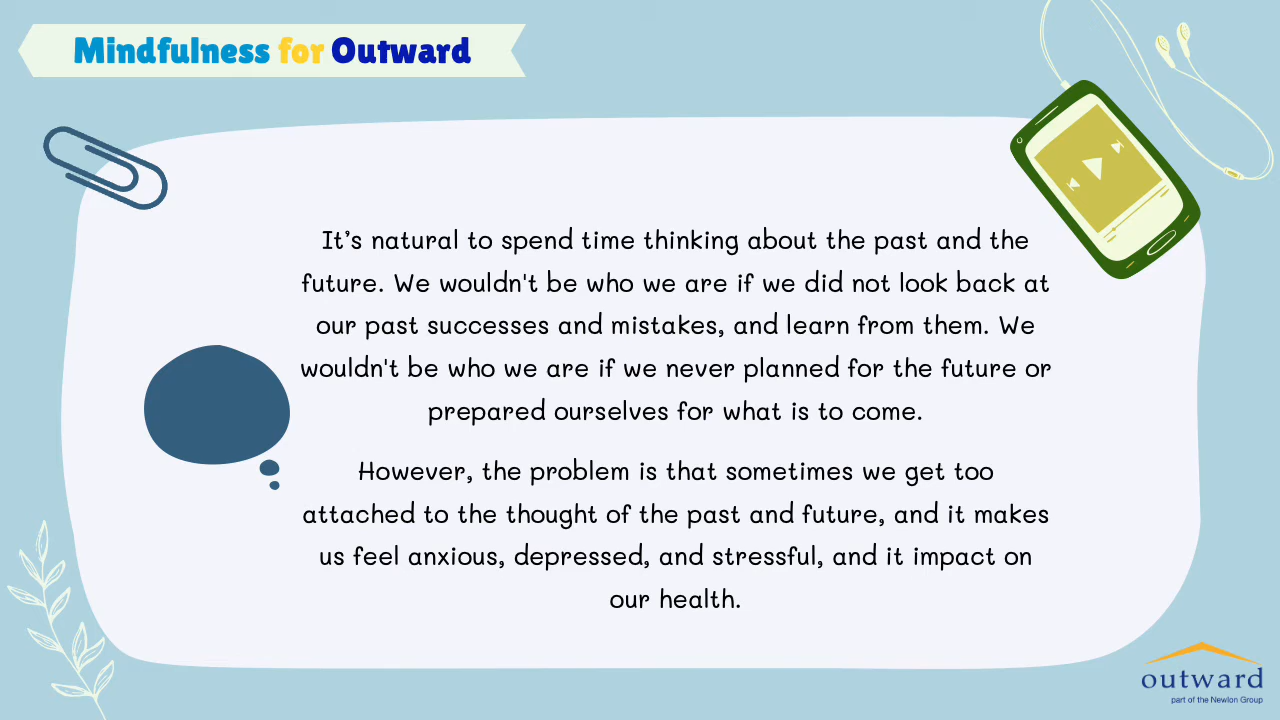 Mindfulness for Outward
It's natural to spend time thinking about the past and the
future. We wouldn't be who we are if we did not look back at
our past successes and mistakes, and learn from them. We
wouldn't be who we are if we never planned for the future or
prepared ourselves for what is to come.
However, the problem is that sometimes we get too
attached to the thought of the past and future, and it makes
us feel anxious, depressed, and stressful, and it impact on
our health.
outward
part of the Newlon Group